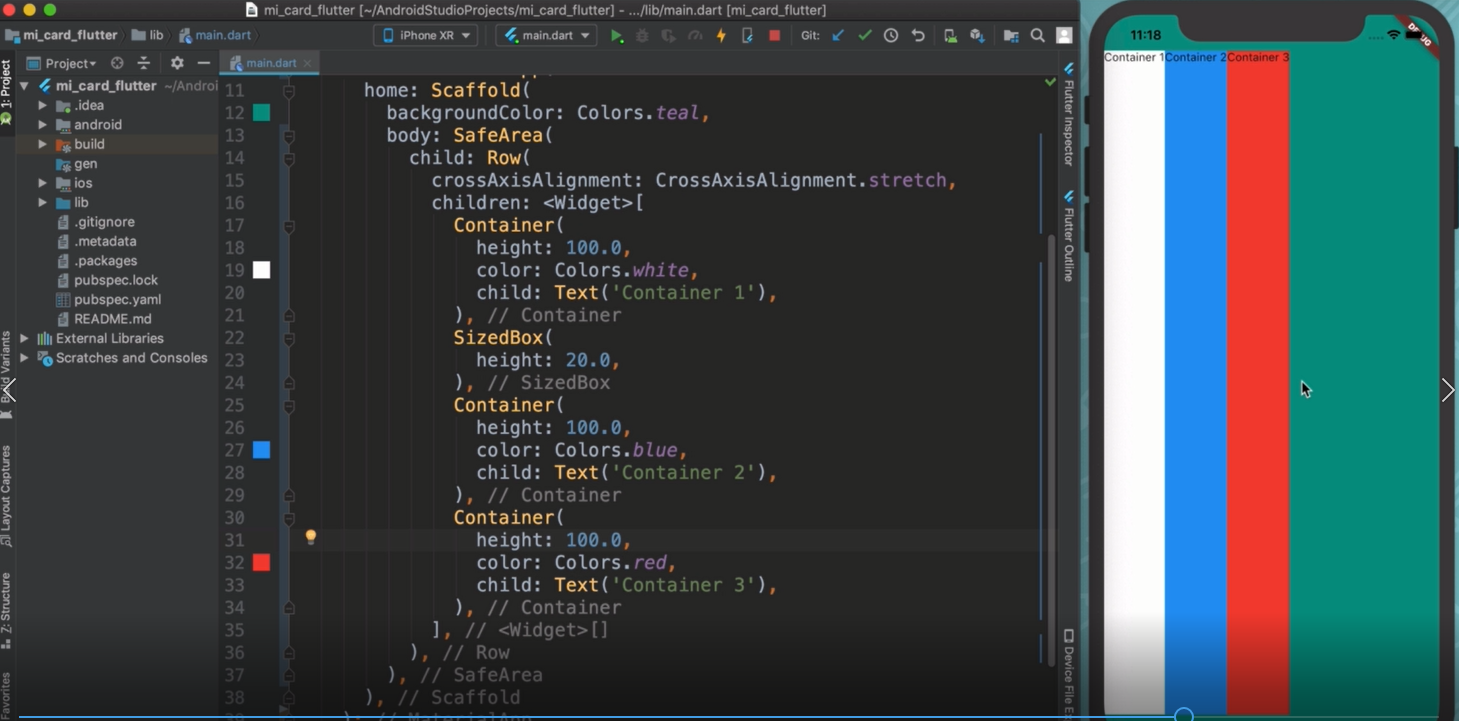 mi_card_flutter [~/AndroidStudioProjects/mi_card_flutter] - .../lib/main.dart [mi_card_flutter]
mi_card_flutter
lib
main.dart
iPhone XR
main.dart
Git:
Project
main.dart
1: Project
mi_card_flutter ~/Androi
.idea
android
build
gen
ios
lib
.gitignore
.metadata
.packages
pubspec.lock
pubspec.yaml
README.md
External Libraries
Scratches and Consoles
Build Variants
Layout Captures
Z: Structure
Favorites
11 home: Scaffold(
12 backgroundColor: Colors.teal,
13 body: SafeArea(
14 child: Row(
15 crossAxisAlignment: CrossAxisAlignment.stretch,
16 children: <Widget>[
17 Container(
18 height: 100.0,
19 color: Colors.white,
20 child: Text('Container 1'),
21 ), // Container
22 SizedBox(
23 height: 20.0,
24 ), // SizedBox
25 Container(
26 height: 100.0,
27 color: Colors.blue,
28 child: Text('Container 2'),
29 ), // Container
30 Container(
31 height: 100.0,
32 color: Colors.red,
33 child: Text('Container 3'),
34 ), // Container
35 ], // <Widget>[]
36 ), // Row
37 ), // SafeArea
38 ), // Scaffold
Flutter Inspector
Flutter Outline
Device File Ex
11:18
Container 1Container 2Container 3